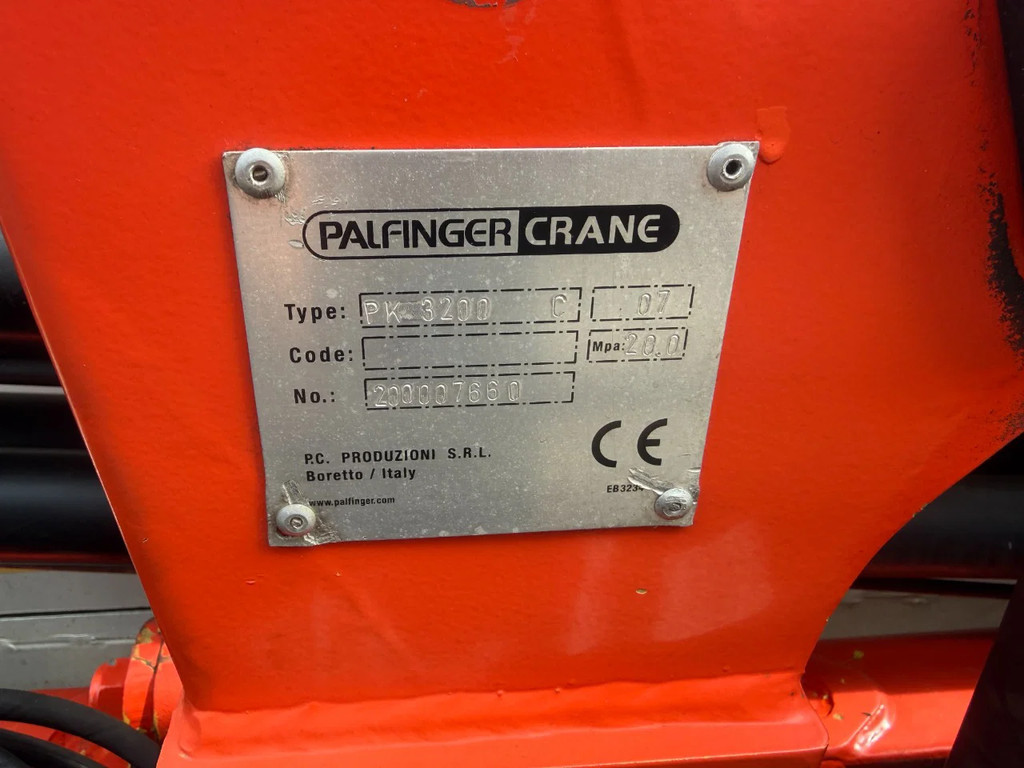 PALFINGER CRANE
Type: PK 3200 C 07
Code: Mpa: 20.0
No.: 200007660
P.C. PRODUZIONI S.R.L.
Boretto / Italy
CE
www.palfinger.com
EB3234